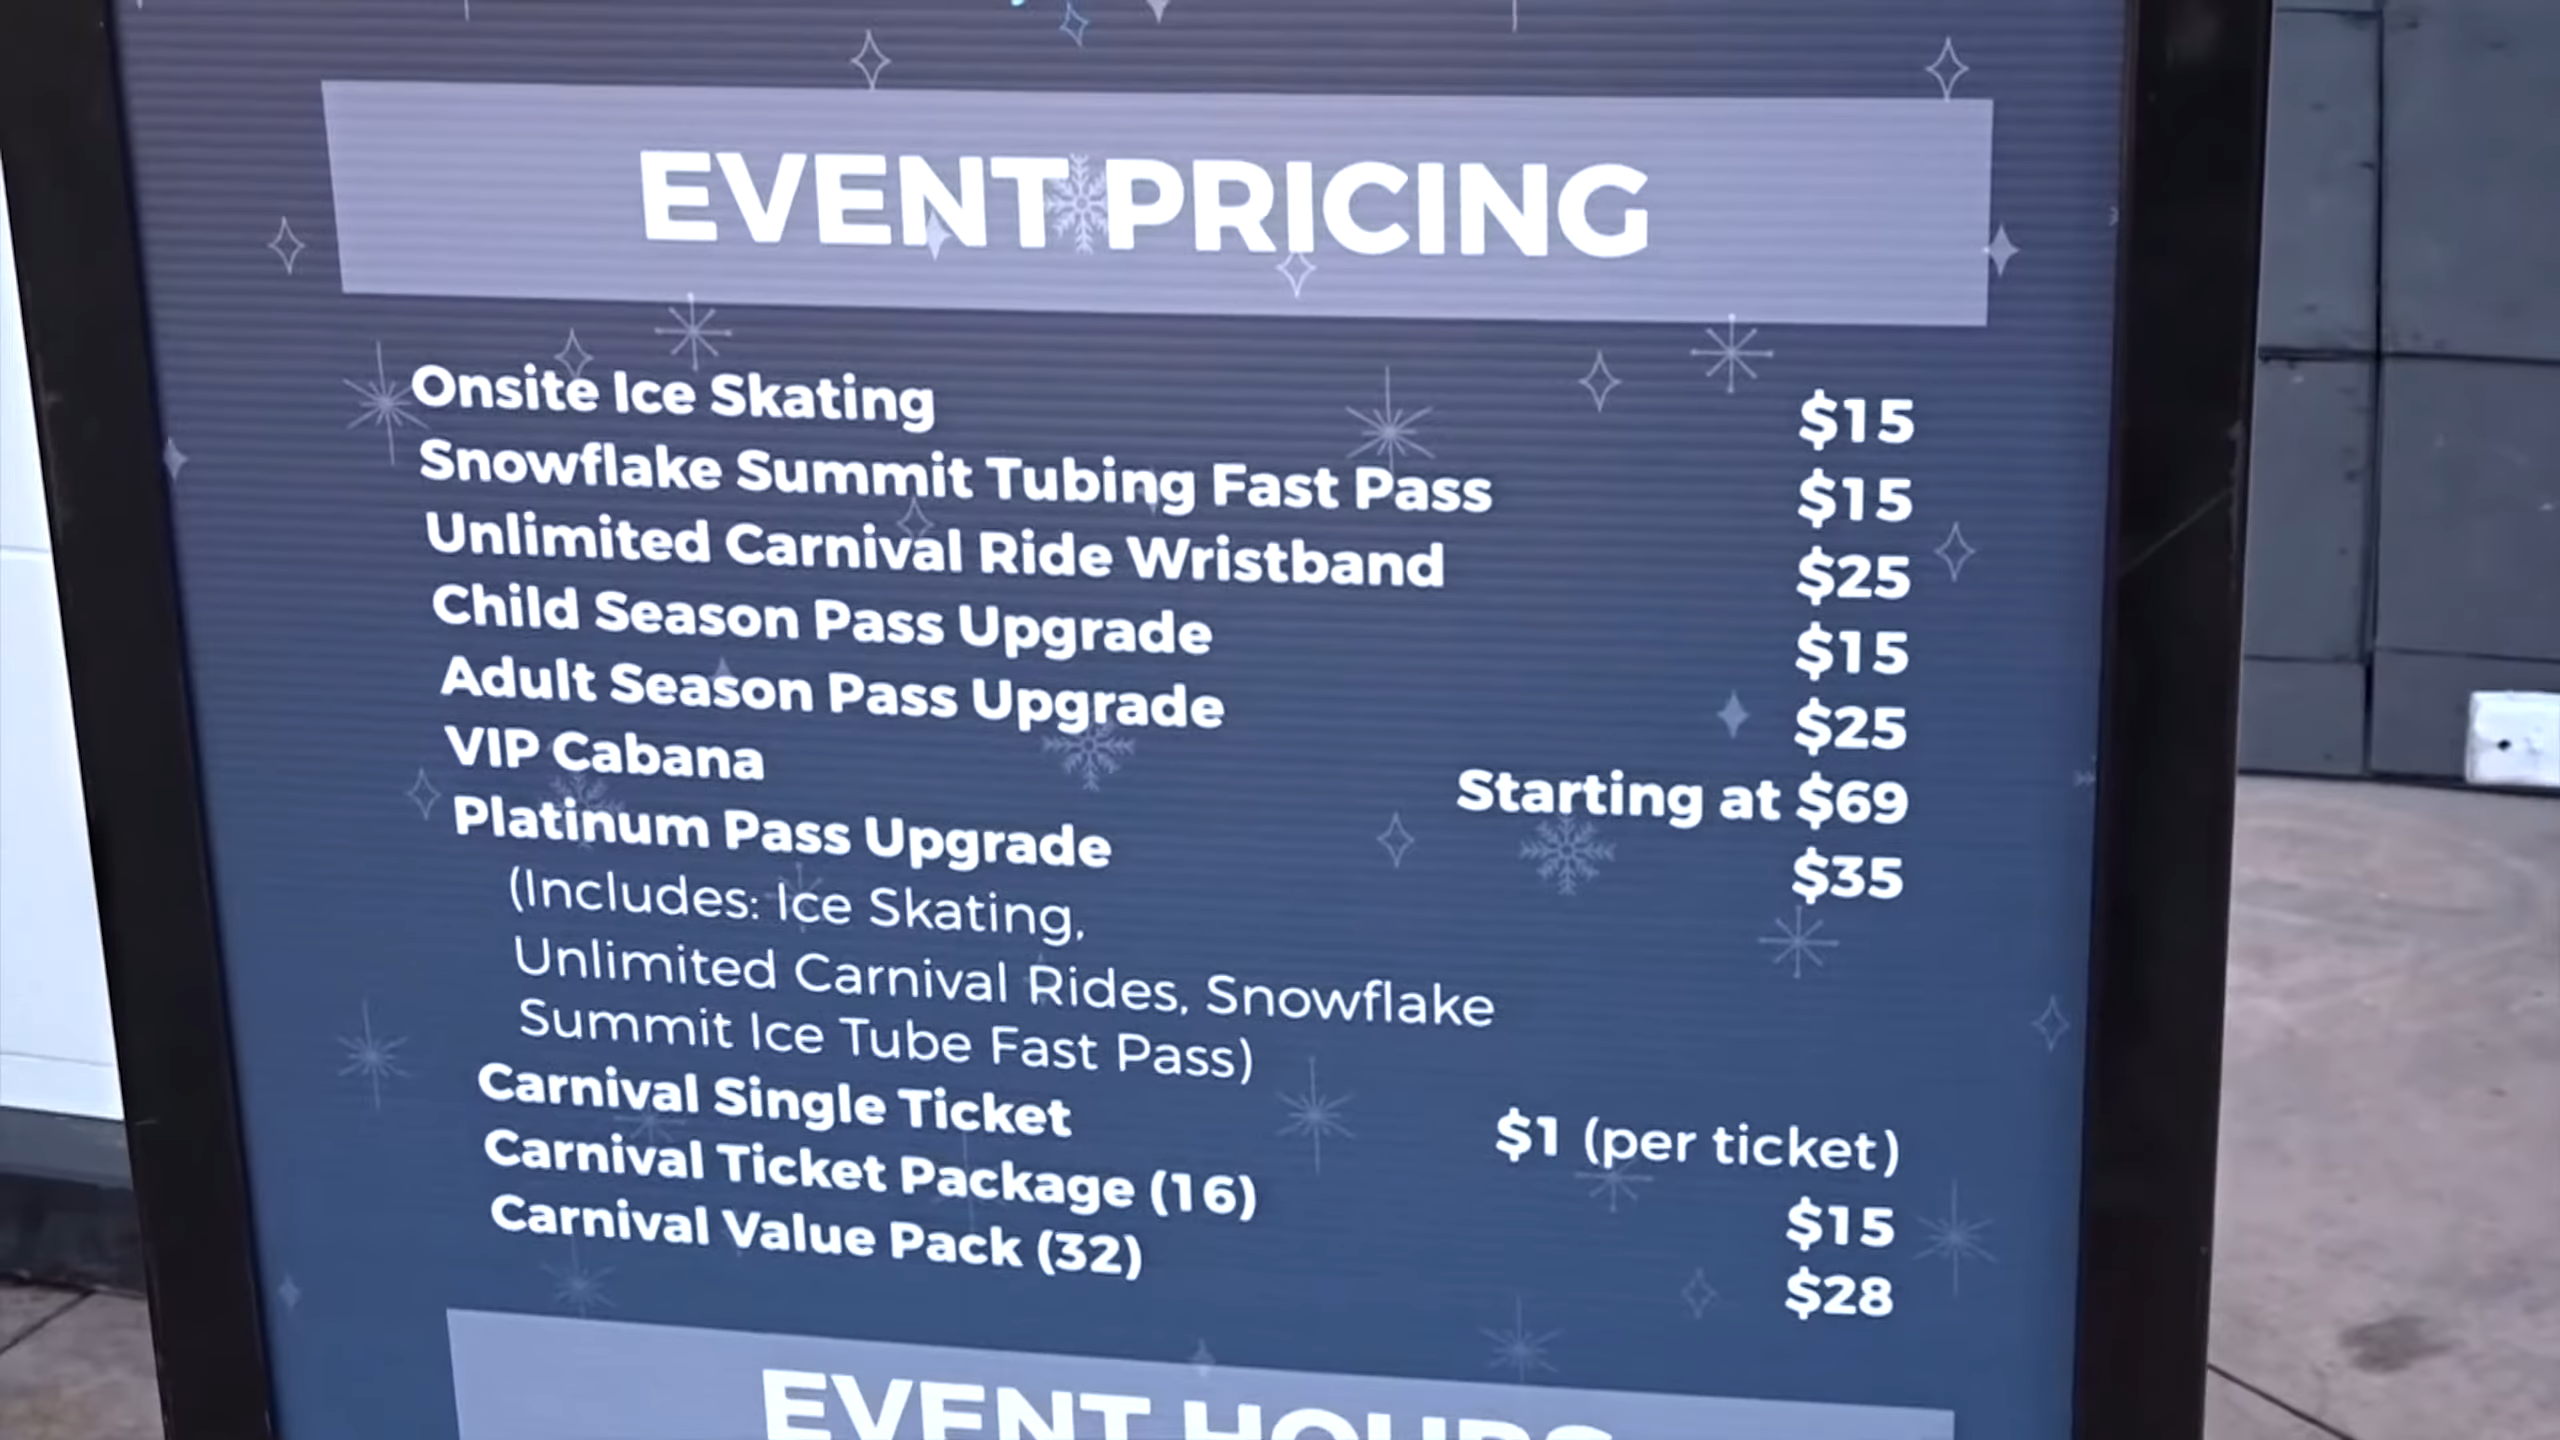 EVENT PRICING
Onsite Ice Skating $15
Snowflake Summit Tubing Fast Pass $15
Unlimited Carnival Ride Wristband $25
Child Season Pass Upgrade $15
Adult Season Pass Upgrade $25
VIP Cabana Starting at $69
Platinum Pass Upgrade $35
(Includes: Ice Skating,
Unlimited Carnival Rides, Snowflake
Summit Ice Tube Fast Pass)
Carnival Single Ticket $1 (per ticket)
Carnival Ticket Package (16) $15
Carnival Value Pack (32) $28
EVENT HOURS